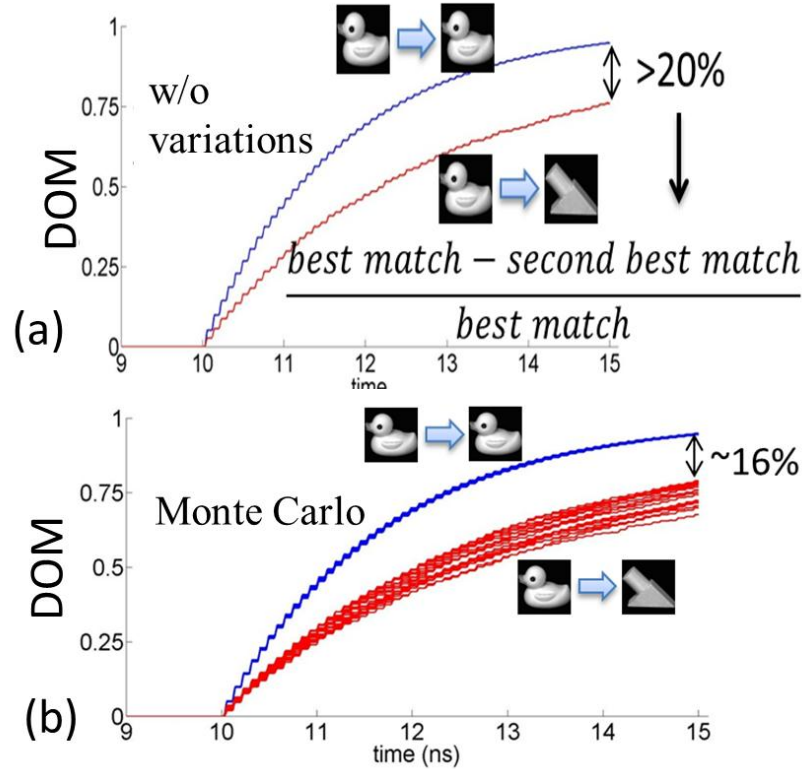 1
w/o
variations
>20%
0.75
DOM
0.5
0.25
best match − second best match
best match
(a)
0
9 10 11 12 13 14 15
time
1
~16%
0.75
Monte Carlo
DOM
0.5
0.25
(b)
0
9 10 11 12 13 14 15
time (ns)